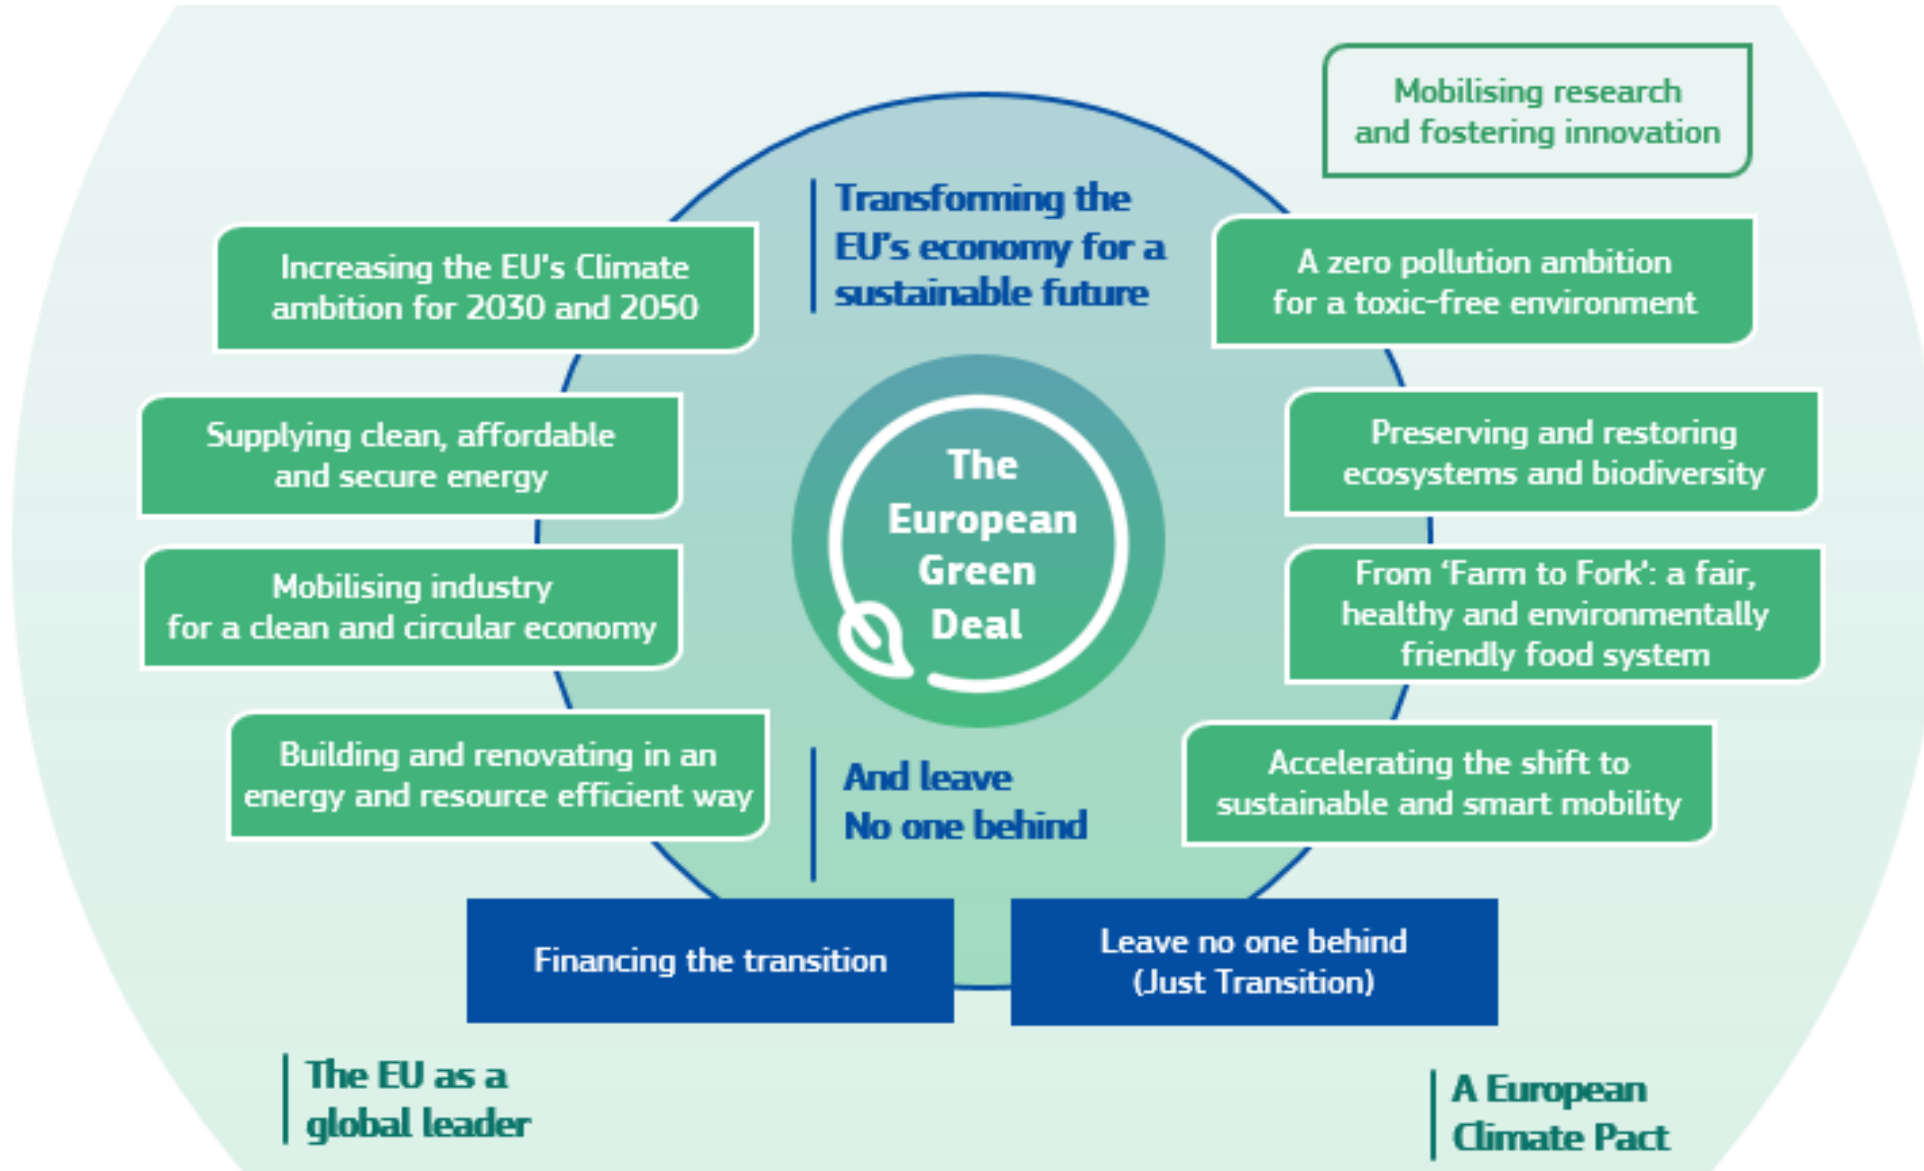 Mobilising research
and fostering innovation
Transforming the
EU's economy for a
sustainable future
Increasing the EU's Climate
ambition for 2030 and 2050
A zero pollution ambition
for a toxic-free environment
Supplying clean, affordable
and secure energy
Preserving and restoring
ecosystems and biodiversity
The
European
Green
Deal
Mobilising industry
for a clean and circular economy
From ‘Farm to Fork’: a fair,
healthy and environmentally
friendly food system
Building and renovating in an
energy and resource efficient way
Accelerating the shift to
sustainable and smart mobility
And leave
No one behind
Financing the transition
Leave no one behind
(Just Transition)
The EU as a
global leader
A European
Climate Pact